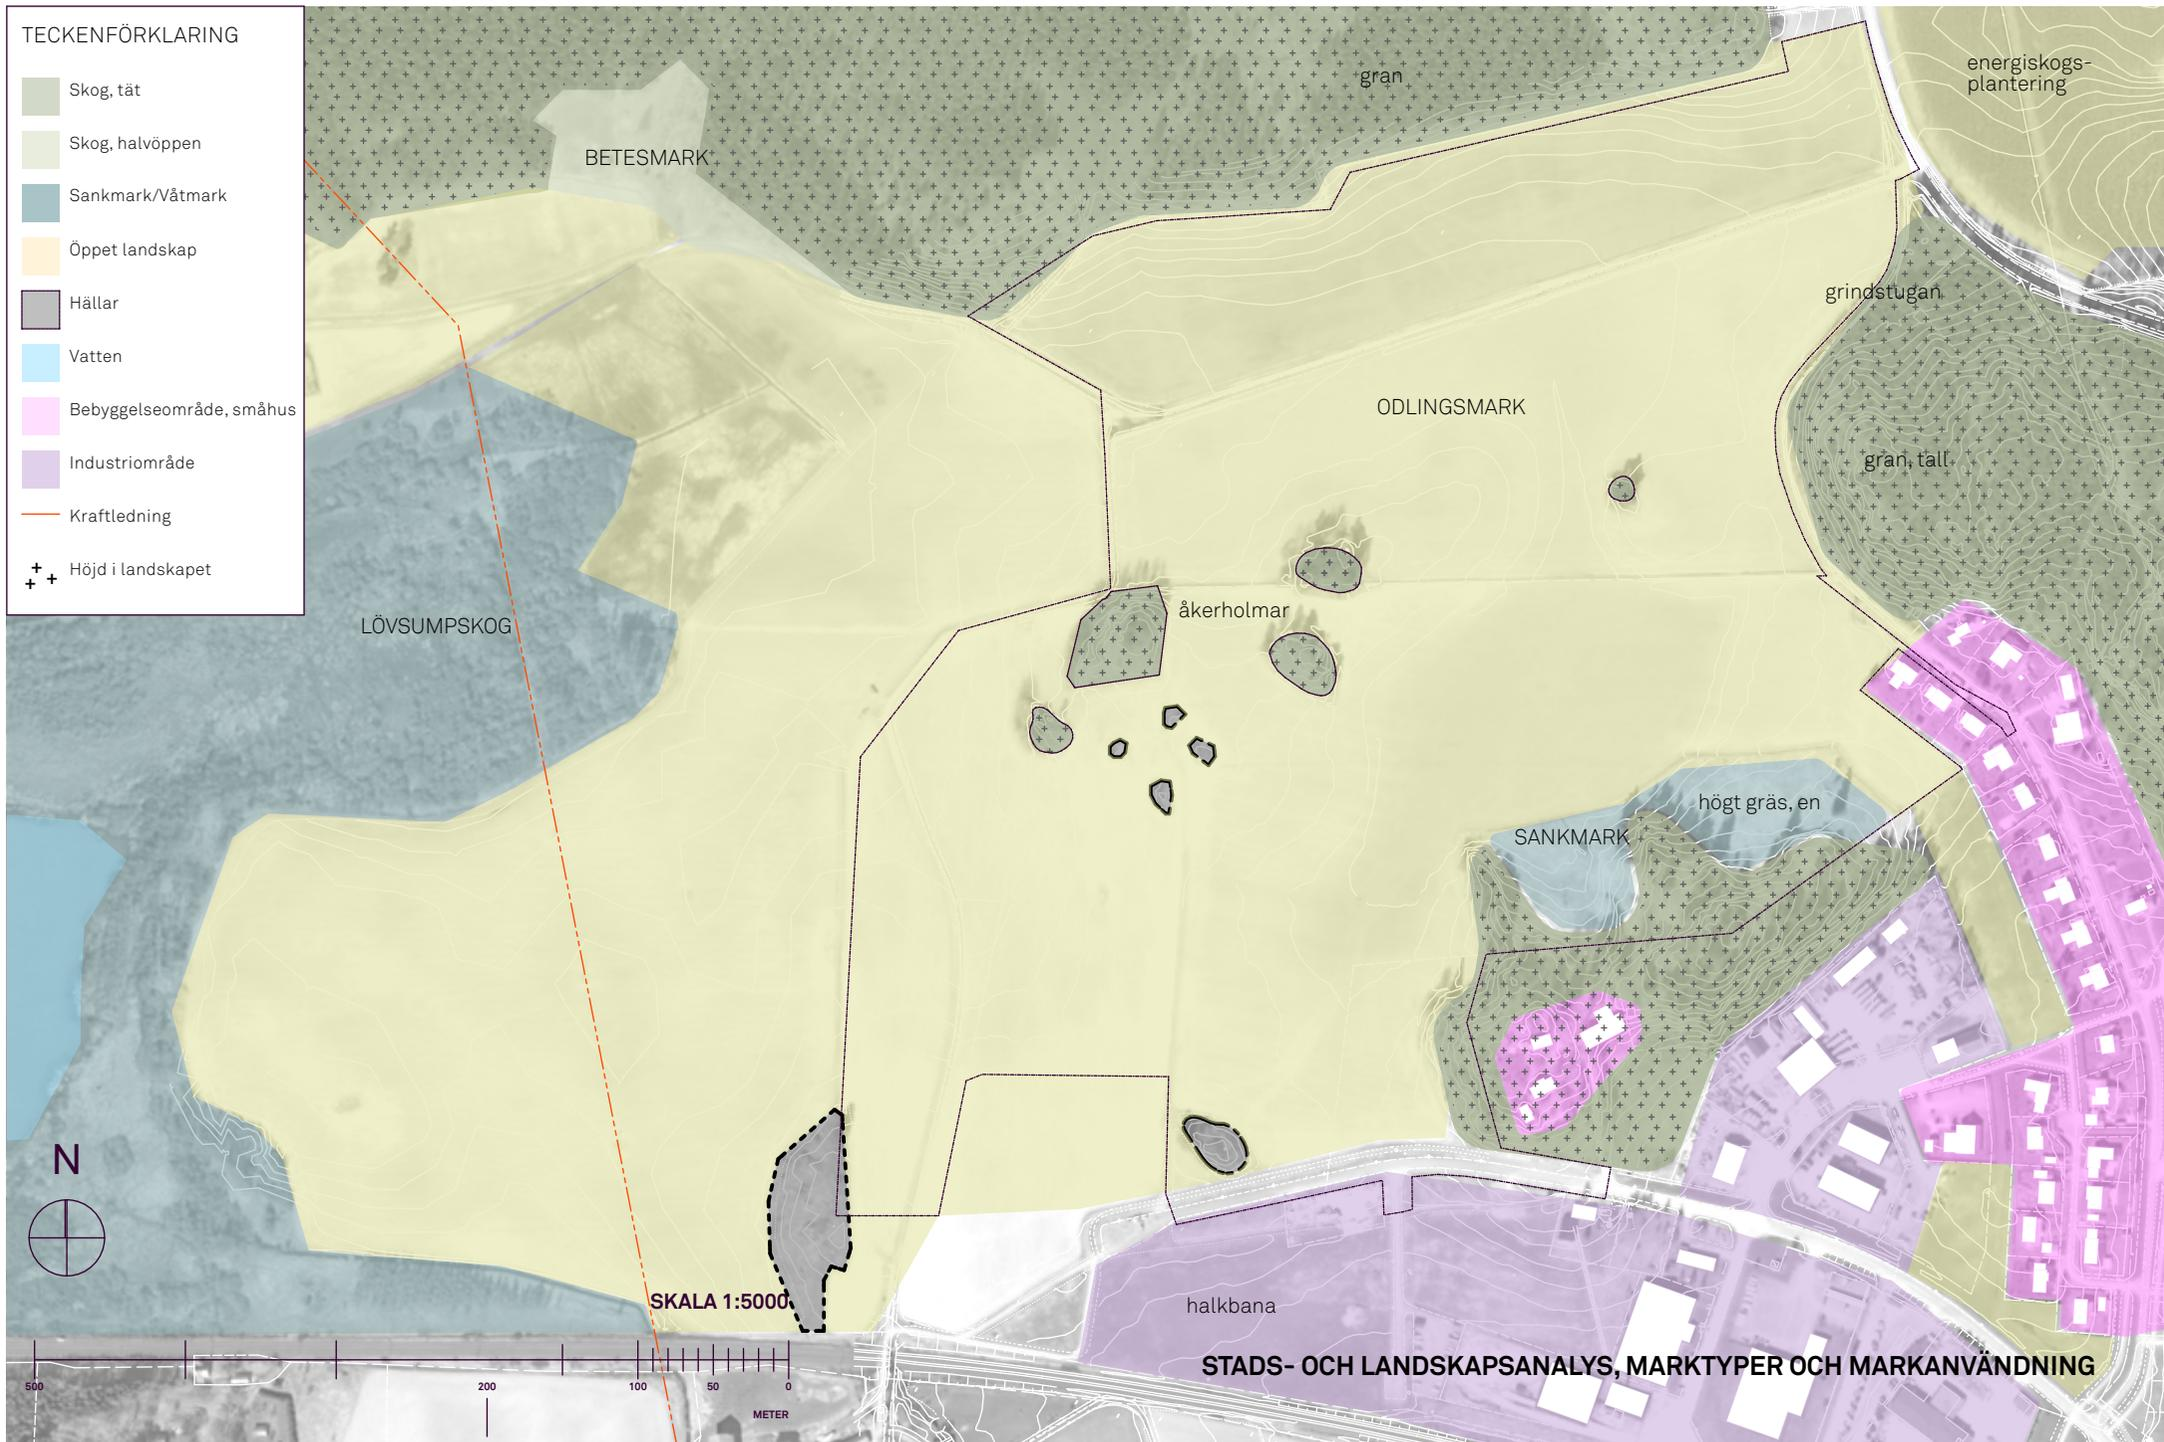 TECKENFÖRKLARING
Skog, tät
Skog, halvöppen
Sankmark/Våtmark
Öppet landskap
Hällar
Vatten
Bebyggelseområde, småhus
Industriområde
Kraftledning
Höjd i landskapet
gran
energiskogs-
plantering
BETESMARK
grindstugan
ODLINGSMARK
gran, tall
åkerholmar
LÖVSUMPSKOG
högt gräs, en
SANKMARK
N
SKALA 1:5000
halkbana
STADS- OCH LANDSKAPSANALYS, MARKTYPER OCH MARKANVÄNDNING
500 200 100 50 0
METER